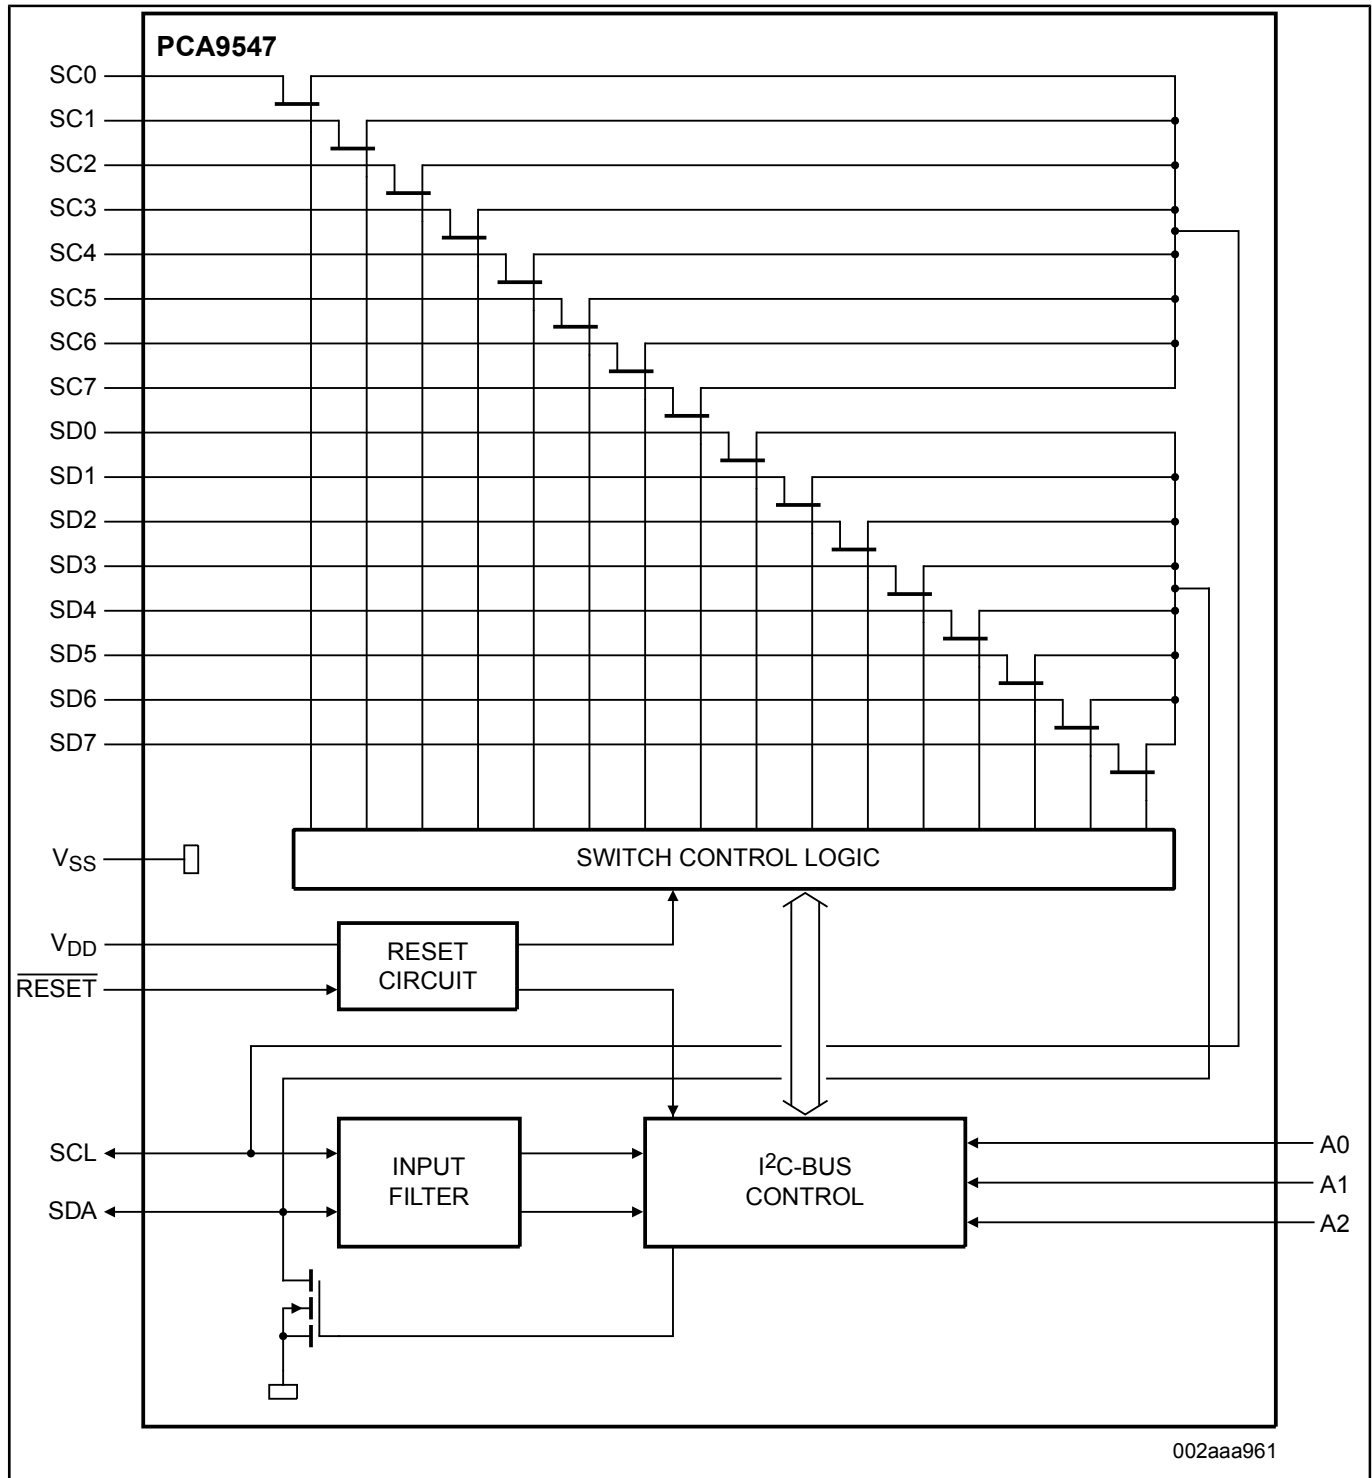 PCA9547
SC0
SC1
SC2
SC3
SC4
SC5
SC6
SC7
SD0
SD1
SD2
SD3
SD4
SD5
SD6
SD7
VSS
SWITCH CONTROL LOGIC
VDD
RESET
RESET
CIRCUIT
SCL
SDA
INPUT
FILTER
I²C-BUS
CONTROL
A0
A1
A2
002aaa961